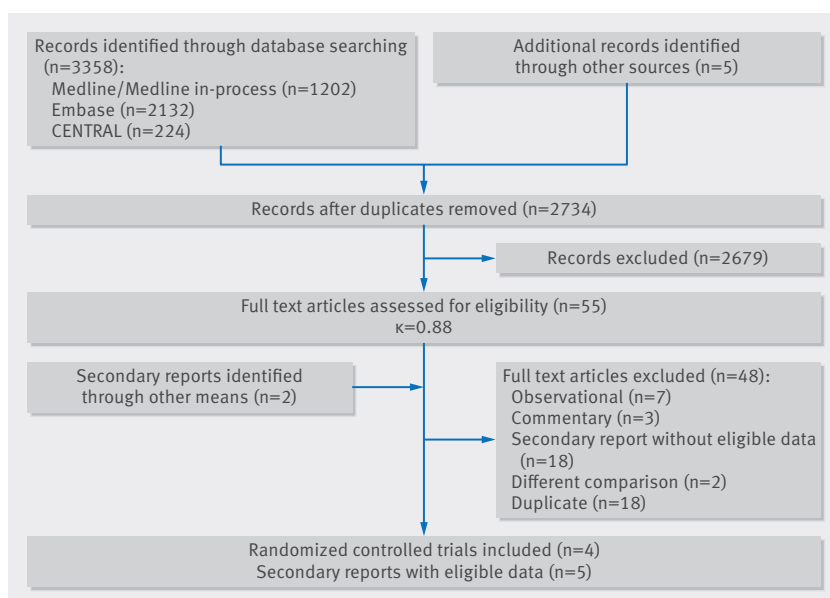 Records identified through database searching
(n=3358):
Medline/Medline in-process (n=1202)
Embase (n=2132)
CENTRAL (n=224)
Additional records identified
through other sources (n=5)
Records after duplicates removed (n=2734)
Records excluded (n=2679)
Full text articles assessed for eligibility (n=55)
κ=0.88
Secondary reports identified
through other means (n=2)
Full text articles excluded (n=48):
Observational (n=7)
Commentary (n=3)
Secondary report without eligible data
(n=18)
Different comparison (n=2)
Duplicate (n=18)
Randomized controlled trials included (n=4)
Secondary reports with eligible data (n=5)